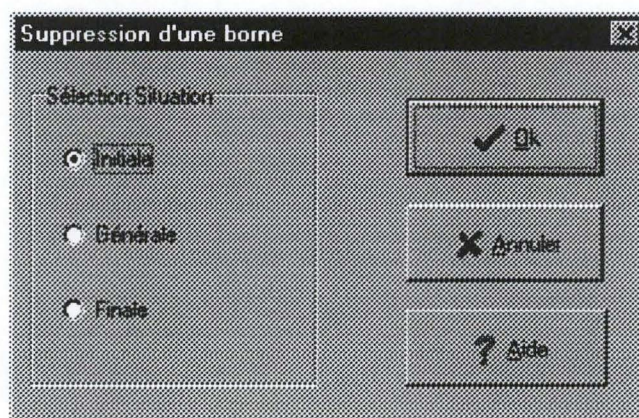 Suppression d'une borne
Sélection Situation
Initiale
Générale
Finale
Ok
Annuler
Aide